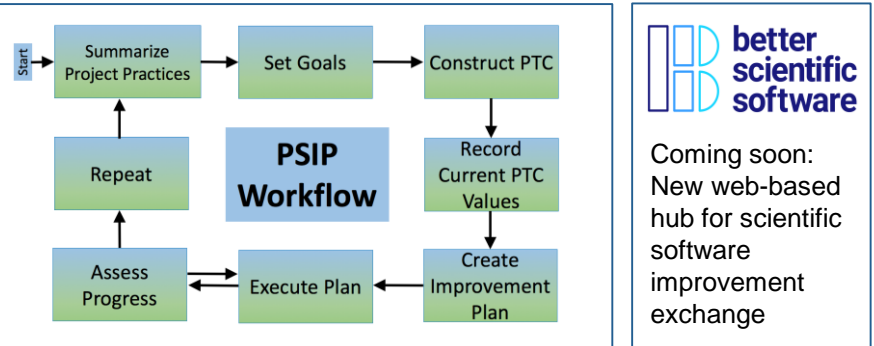 Start
Summarize
Project Practices
Set Goals
Construct PTC
Record
Current PTC
Values
Create
Improvement
Plan
Execute Plan
Assess
Progress
Repeat
PSIP
Workflow
better
scientific
software
Coming soon:
New web-based
hub for scientific
software
improvement
exchange